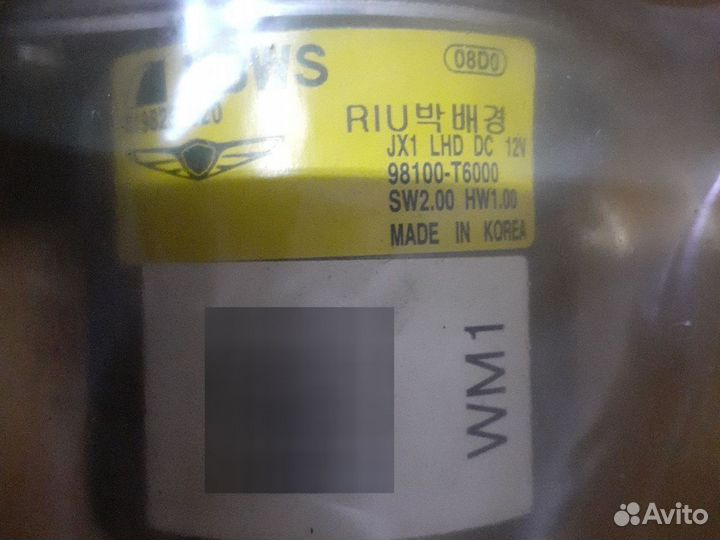 08D0
RIU박배경
JX1 LHD DC 12V
98100-T6000
SW2.00 HW1.00
MADE IN KOREA
WM1
Avito